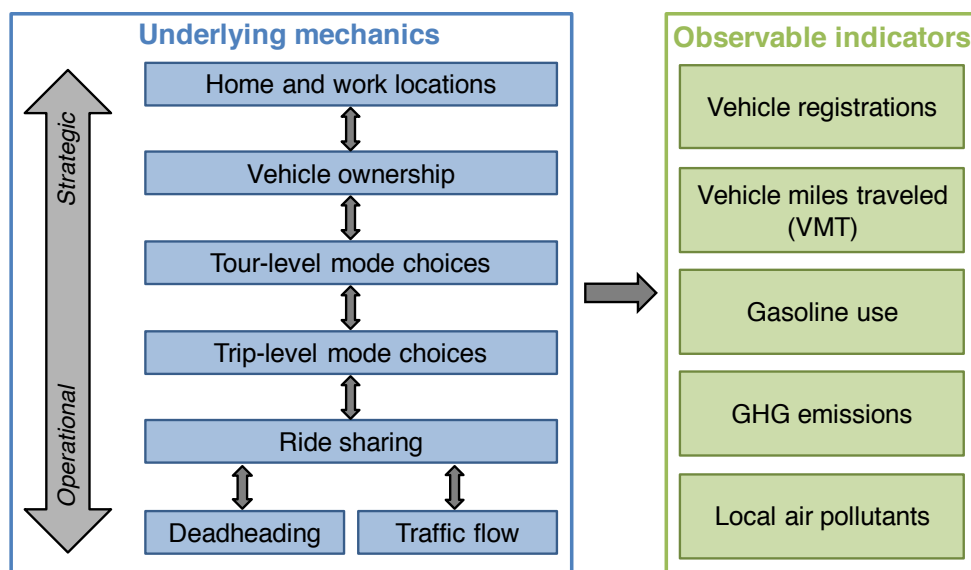 Underlying mechanics
Strategic
Operational
Home and work locations
Vehicle ownership
Tour-level mode choices
Trip-level mode choices
Ride sharing
Deadheading
Traffic flow
Observable indicators
Vehicle registrations
Vehicle miles traveled
(VMT)
Gasoline use
GHG emissions
Local air pollutants